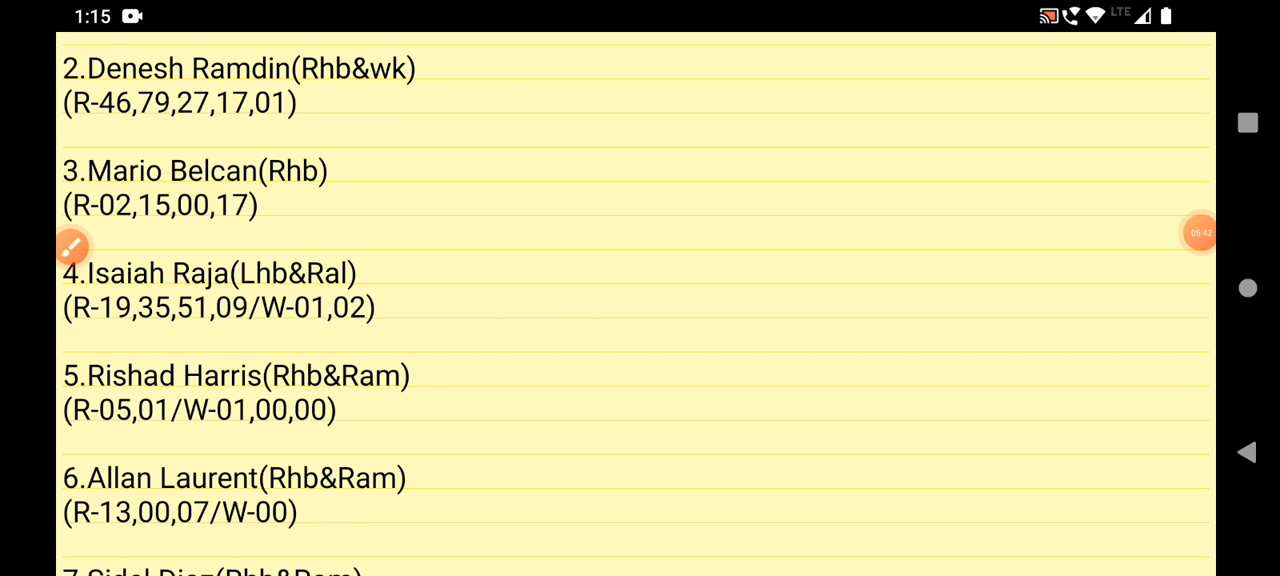 1:15
LTE
2.Denesh Ramdin(Rhb&wk)
(R-46,79,27,17,01)
3.Mario Belcan(Rhb)
(R-02,15,00,17)
05:42
4.Isaiah Raja(Lhb&Ral)
(R-19,35,51,09/W-01,02)
5.Rishad Harris(Rhb&Ram)
(R-05,01/W-01,00,00)
6.Allan Laurent(Rhb&Ram)
(R-13,00,07/W-00)